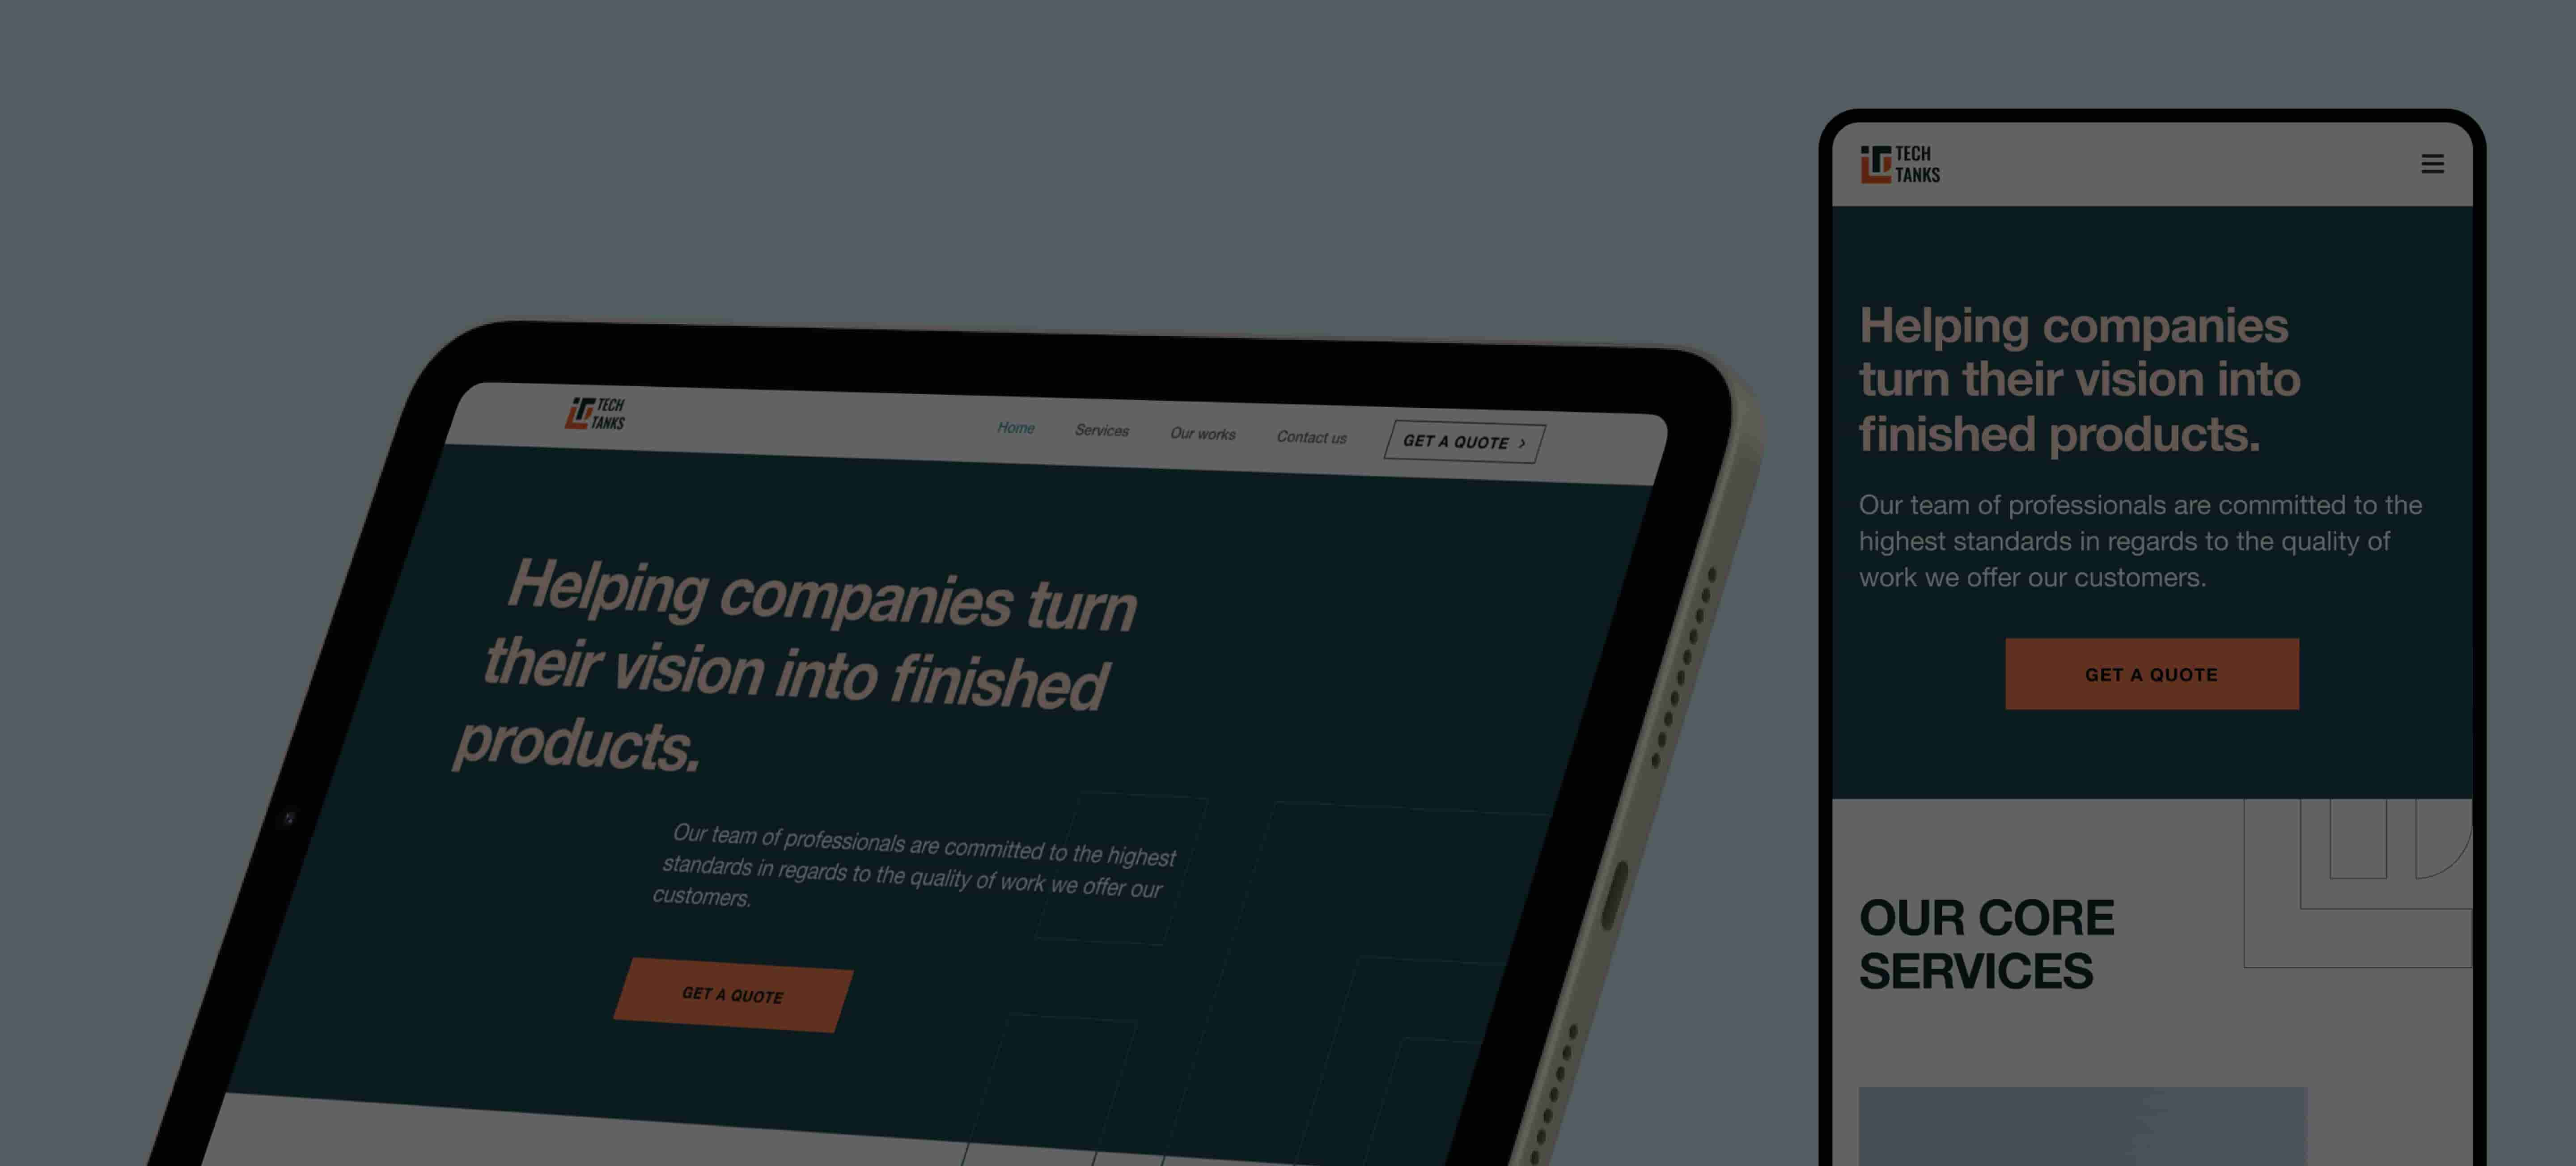 TECH
TANKS
Home
Services
Our works
Contact us
GET A QUOTE
Helping companies turn
their vision into finished
products.
Our team of professionals are committed to the highest
standards in regards to the quality of work we offer our
customers.
GET A QUOTE
TECH
TANKS
Helping companies
turn their vision into
finished products.
Our team of professionals are committed to the
highest standards in regards to the quality of
work we offer our customers.
GET A QUOTE
OUR CORE
SERVICES